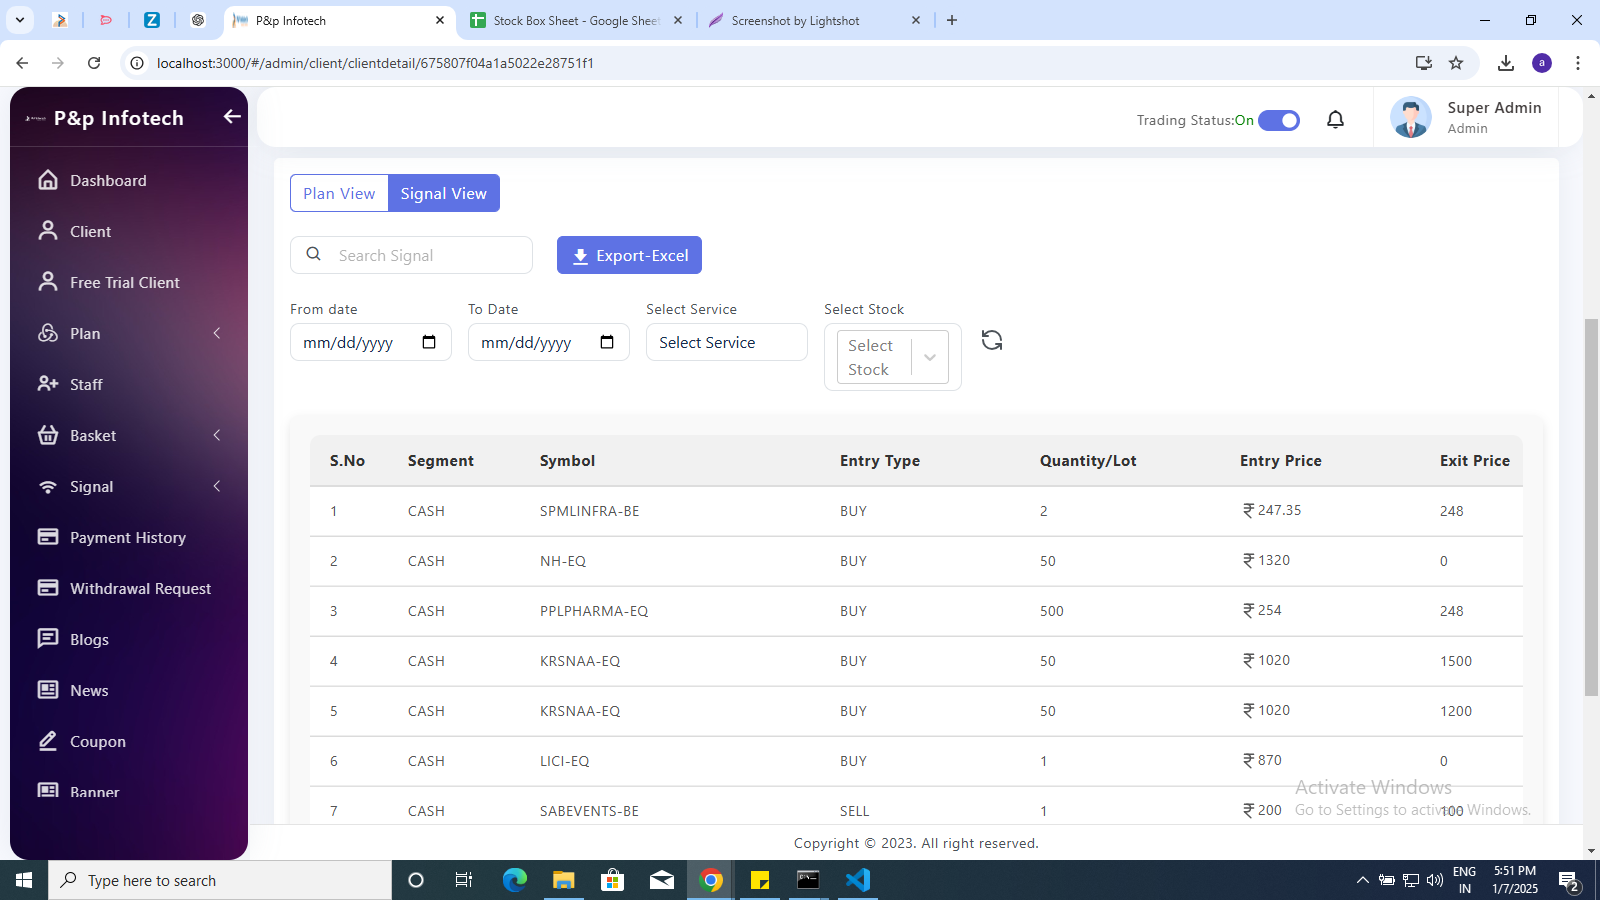 P&p Infotech
Stock Box Sheet - Google Sheet
Screenshot by Lightshot
localhost:3000/#/admin/client/clientdetail/675807f04a1a5022e28751f1
a
P&p Infotech
Trading Status:On
Super Admin
Admin
Dashboard
Client
Free Trial Client
Plan
Staff
Basket
Signal
Payment History
Withdrawal Request
Blogs
News
Coupon
Banner
Plan View
Signal View
Search Signal
Export-Excel
From date
To Date
Select Service
Select Stock
mm/dd/yyyy
mm/dd/yyyy
Select Service
Select
Stock
S.No Segment Symbol Entry Type Quantity/Lot Entry Price Exit Price
1 CASH SPMLINFRA-BE BUY 2 ₹ 247.35 248
2 CASH NH-EQ BUY 50 ₹ 1320 0
3 CASH PPLPHARMA-EQ BUY 500 ₹ 254 248
4 CASH KRSNAA-EQ BUY 50 ₹ 1020 1500
5 CASH KRSNAA-EQ BUY 50 ₹ 1020 1200
6 CASH LICI-EQ BUY 1 ₹ 870 0
7 CASH SABEVENTS-BE SELL 1 ₹ 200 100
Activate Windows
Go to Settings to activate Windows.
Copyright © 2023. All right reserved.
Type here to search
ENG
IN
5:51 PM
1/7/2025
2